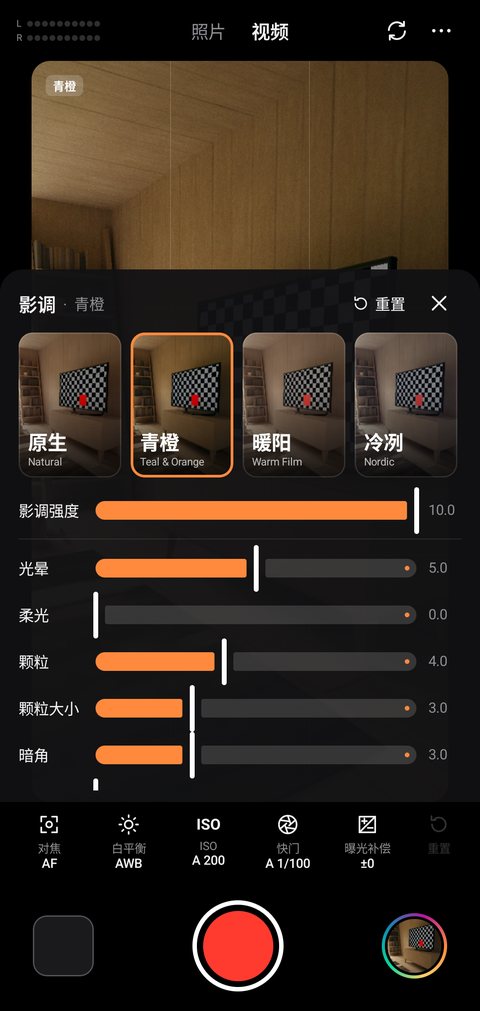 L
R
照片 视频
青橙
影调 · 青橙 重置
原生 青橙 暖阳 冷冽
Natural Teal & Orange Warm Film Nordic
影调强度 10.0
光晕 5.0
柔光 0.0
颗粒 4.0
颗粒大小 3.0
暗角 3.0
ISO
对焦 白平衡 ISO 快门 曝光补偿 重置
AF AWB A 200 A 1/100 ±0